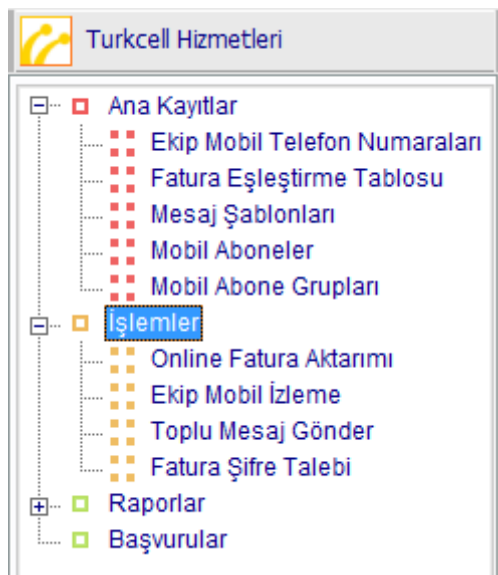 Turkcell Hizmetleri
Ana Kayıtlar
Ekip Mobil Telefon Numaraları
Fatura Eşleştirme Tablosu
Mesaj Şablonları
Mobil Aboneler
Mobil Abone Grupları
İşlemler
Online Fatura Aktarımı
Ekip Mobil İzleme
Toplu Mesaj Gönder
Fatura Şifre Talebi
Raporlar
Başvurular